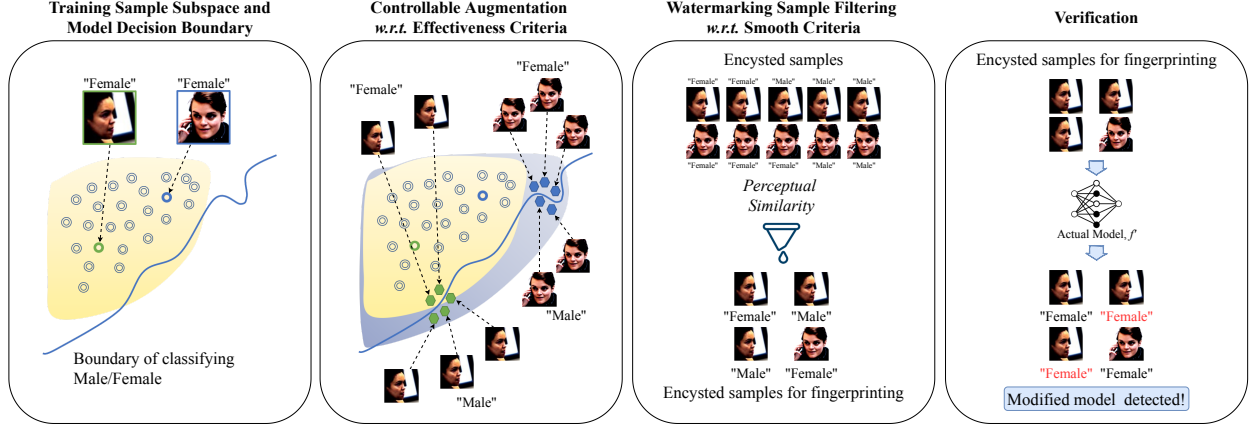 Training Sample Subspace and
Model Decision Boundary
"Female" "Female"
Boundary of classifying
Male/Female
Controllable Augmentation
w.r.t. Effectiveness Criteria
"Female"
"Female"
"Male"
"Male"
Watermarking Sample Filtering
w.r.t. Smooth Criteria
Encysted samples
"Female" "Female" "Male" "Male" "Male"
"Female" "Female" "Female" "Male" "Male"
Perceptual
Similarity
"Female" "Male"
"Male" "Female"
Encysted samples for fingerprinting
Verification
Encysted samples for fingerprinting
Actual Model, f'
"Female" "Female"
"Female" "Female"
Modified model detected!